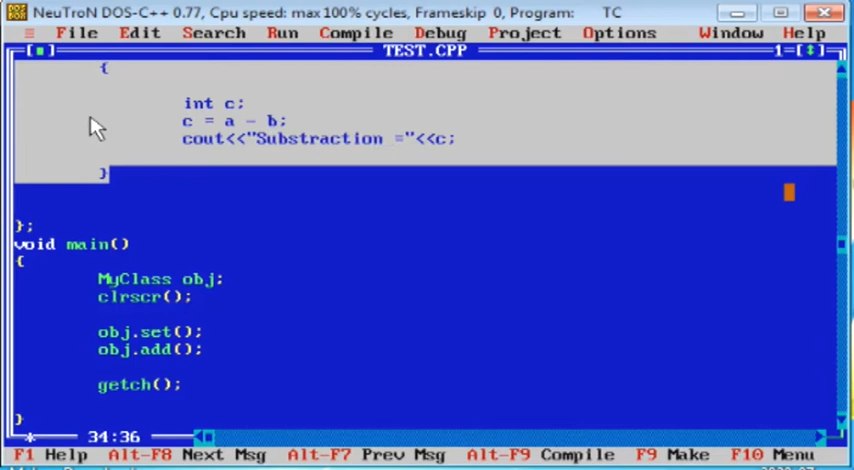 NeuTroN DOS-C++ 0.77, Cpu speed: max 100% cycles, Frameskip 0, Program: TC
≡ File Edit Search Run Compile Debug Project Options Window Help
[■] TEST.CPP 1=[↕]
{
int c;
c = a - b;
cout<<"Substraction ="<<c;
}
};
void main()
{
MyClass obj;
clrscr();
obj.set();
obj.add();
getch();
}
* 34:36
F1 Help Alt-F8 Next Msg Alt-F7 Prev Msg Alt-F9 Compile F9 Make F10 Menu